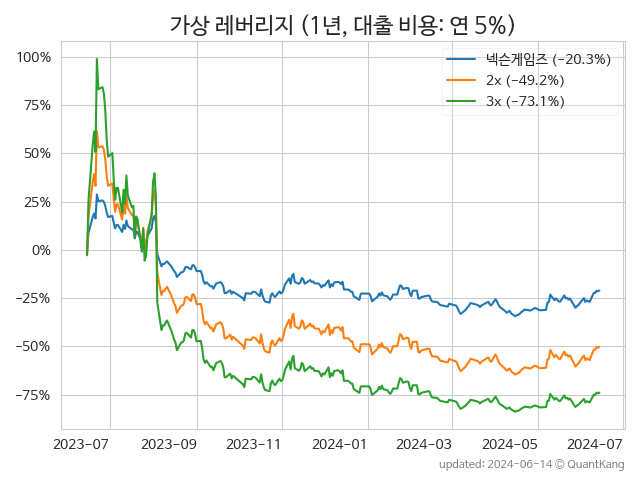 가상 레버리지 (1년, 대출 비용: 연 5%)
넥슨게임즈 (−20.3%)
2x (−49.2%)
3x (−73.1%)
100%
75%
50%
25%
0%
−25%
−50%
−75%
2023-07 2023-09 2023-11 2024-01 2024-03 2024-05 2024-07
updated: 2024-06-14 © QuantKang